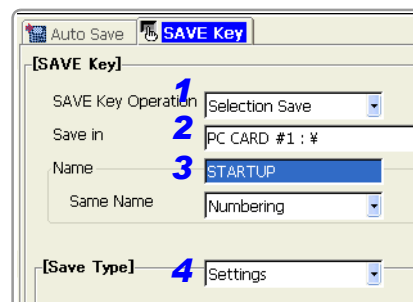 Auto Save SAVE Key
[SAVE Key]
SAVE Key Operation 1 Selection Save
Save in 2 PC CARD #1 : ¥
Name 3 STARTUP
Same Name Numbering
[Save Type] 4 Settings